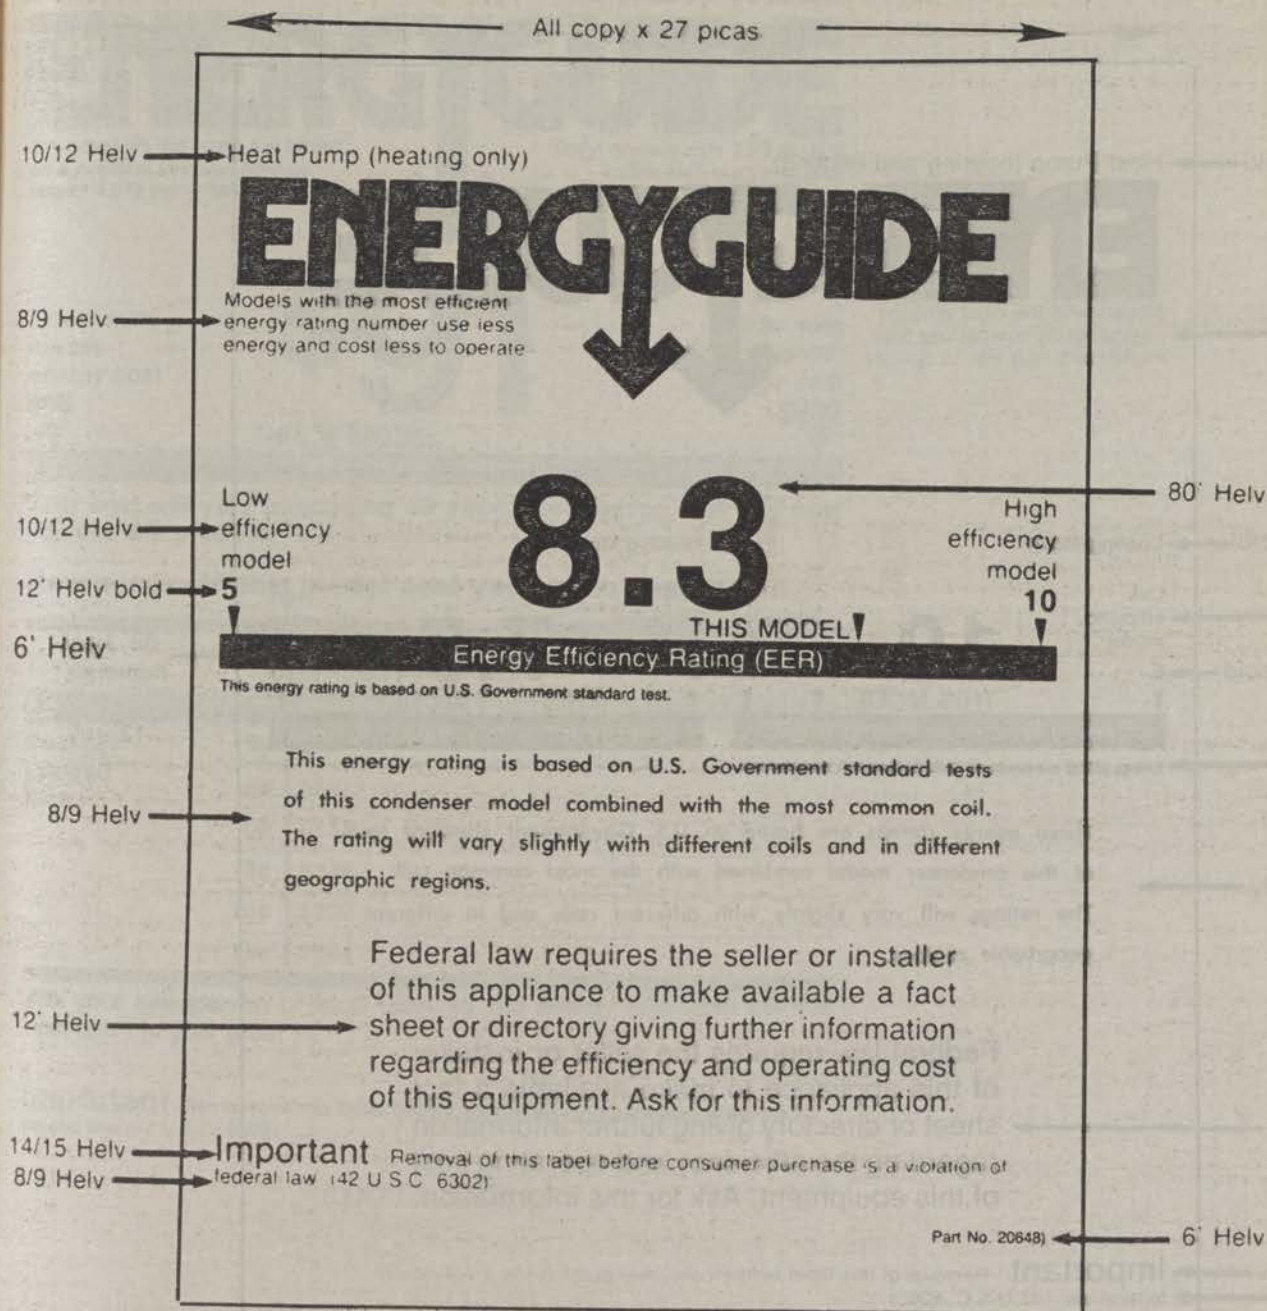 All copy x 27 picas
10/12 Helv
Heat Pump (heating only)
ENERGYGUIDE
8/9 Helv
Models with the most efficient
energy rating number use less
energy and cost less to operate
8.3
80' Helv
10/12 Helv
Low
efficiency
model
12' Helv bold
5
High
efficiency
model
10
THIS MODEL
6' Helv
Energy Efficiency Rating (EER)
This energy rating is based on U.S. Government standard test.
8/9 Helv
This energy rating is based on U.S. Government standard tests
of this condenser model combined with the most common coil.
The rating will vary slightly with different coils and in different
geographic regions.
12' Helv
Federal law requires the seller or installer
of this appliance to make available a fact
sheet or directory giving further information
regarding the efficiency and operating cost
of this equipment. Ask for this information.
14/15 Helv
Important Removal of this label before consumer purchase is a violation of
8/9 Helv
federal law (42 U S C 6302)
Part No. 20648)
6' Helv